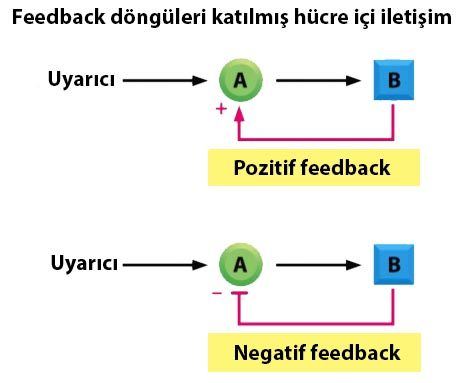 Feedback döngüleri katılmış hücre içi iletişim
Uyarıcı A B
+
Pozitif feedback
Uyarıcı A B
–
Negatif feedback